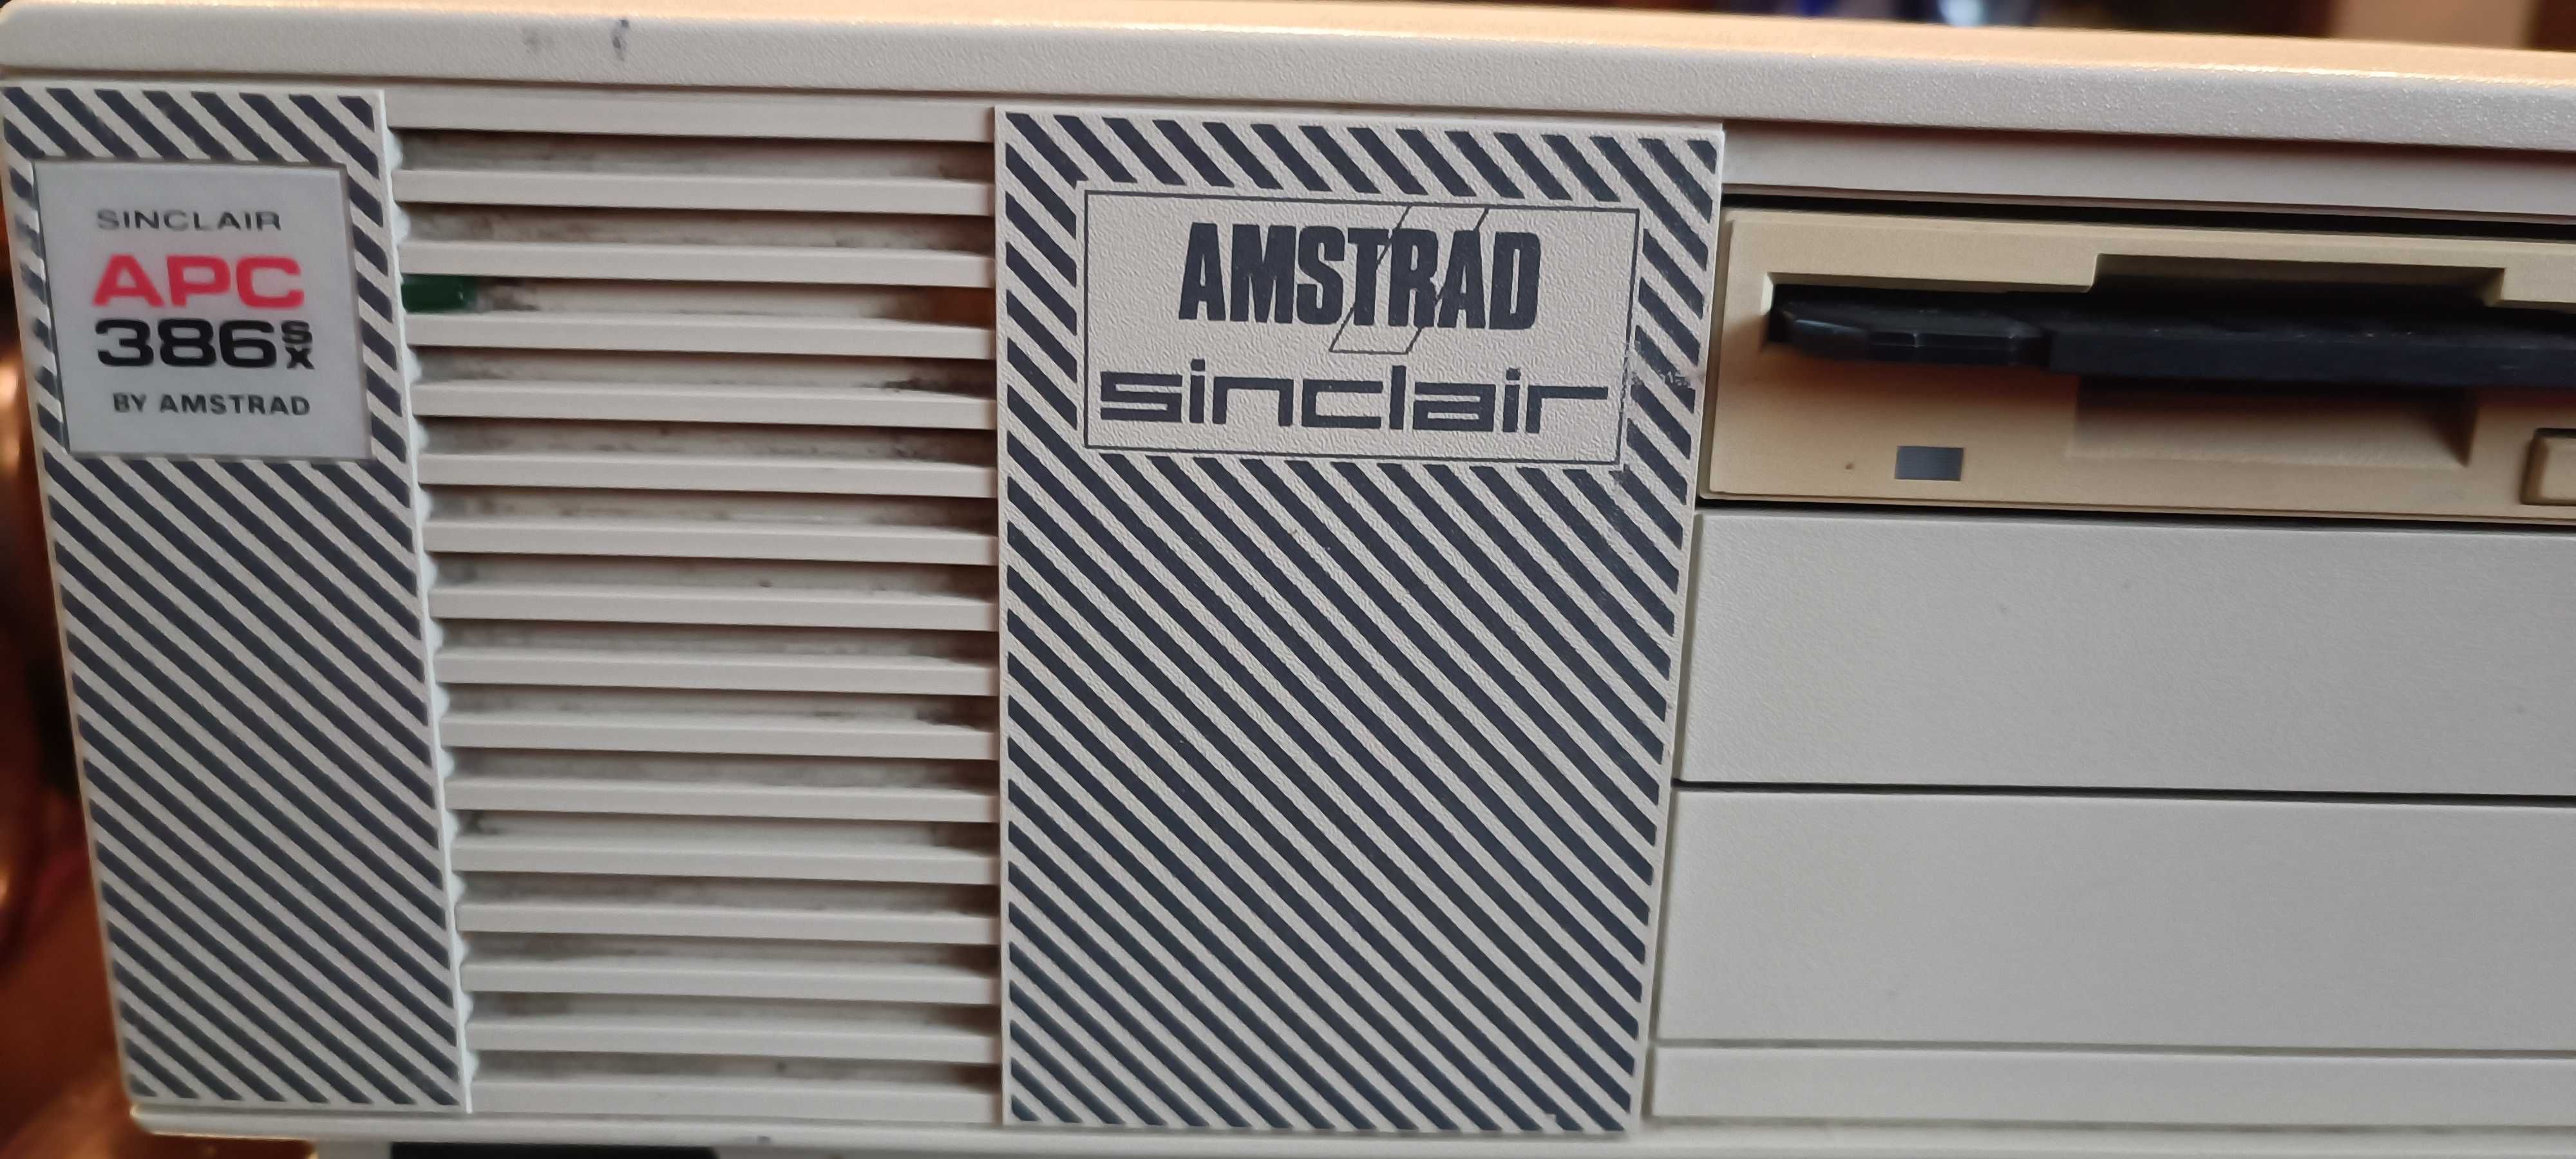 SINCLAIR
APC
386SX
BY AMSTRAD
AMSTRAD
sinclair